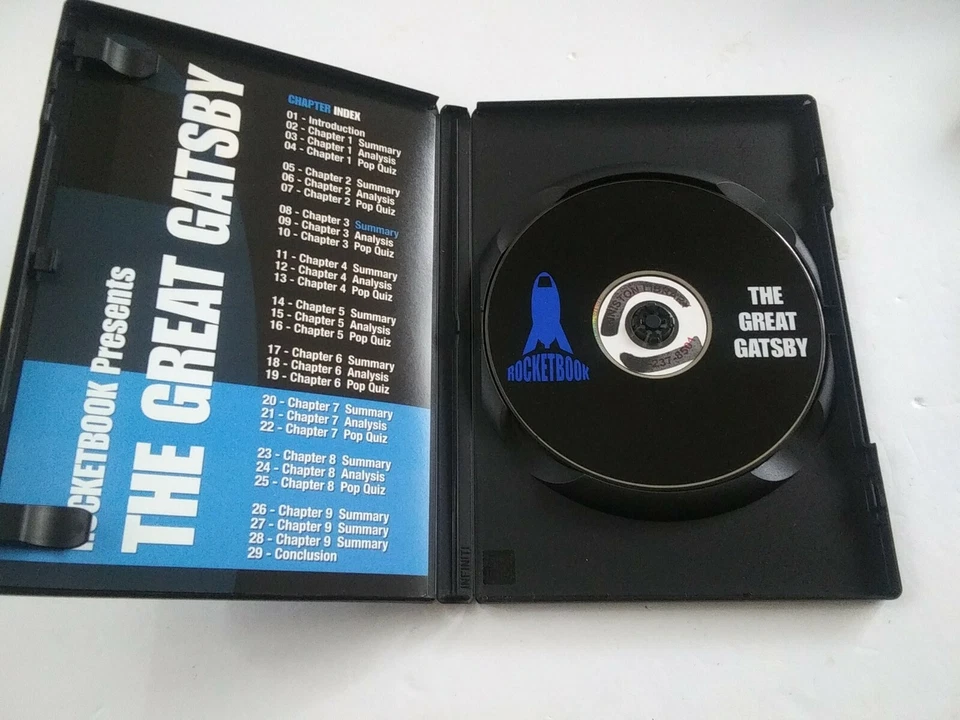 ROCKETBOOK Presents
THE GREAT GATSBY
CHAPTER INDEX
01 - Introduction
02 - Chapter 1 Summary
03 - Chapter 1 Analysis
04 - Chapter 1 Pop Quiz
05 - Chapter 2 Summary
06 - Chapter 2 Analysis
07 - Chapter 2 Pop Quiz
08 - Chapter 3 Summary
09 - Chapter 3 Analysis
10 - Chapter 3 Pop Quiz
11 - Chapter 4 Summary
12 - Chapter 4 Analysis
13 - Chapter 4 Pop Quiz
14 - Chapter 5 Summary
15 - Chapter 5 Analysis
16 - Chapter 5 Pop Quiz
17 - Chapter 6 Summary
18 - Chapter 6 Analysis
19 - Chapter 6 Pop Quiz
20 - Chapter 7 Summary
21 - Chapter 7 Analysis
22 - Chapter 7 Pop Quiz
23 - Chapter 8 Summary
24 - Chapter 8 Analysis
25 - Chapter 8 Pop Quiz
26 - Chapter 9 Summary
27 - Chapter 9 Summary
28 - Chapter 9 Summary
29 - Conclusion
INFINITI
ROCKETBOOK
THE
GREAT
GATSBY